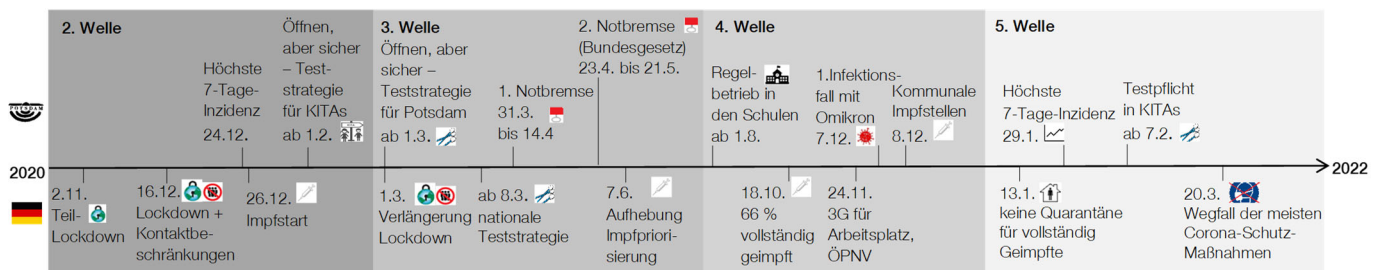 2. Welle
Höchste
7-Tage-
Inzidenz
24.12.
Öffnen,
aber sicher
– Test-
strategie
für KITAs
ab 1.2.
3. Welle
Öffnen, aber
sicher –
Teststrategie
für Potsdam
ab 1.3.
1. Notbremse
31.3.
bis 14.4
2. Notbremse
(Bundesgesetz)
23.4. bis 21.5.
4. Welle
Regel-
betrieb in
den Schulen
ab 1.8.
1.Infektions-
fall mit
Omikron
7.12.
Kommunale
Impfstellen
8.12.
5. Welle
Höchste
7-Tage-Inzidenz
29.1.
Testpflicht
in KITAs
ab 7.2.
POTSDAM
2020
2022
2.11.
Teil-
Lockdown
16.12.
Lockdown +
Kontaktbe-
schränkungen
26.12.
Impfstart
1.3.
Verlängerung
Lockdown
ab 8.3.
nationale
Teststrategie
7.6.
Aufhebung
Impfpriori-
sierung
18.10.
66 %
vollständig
geimpft
24.11.
3G für
Arbeitsplatz,
ÖPNV
13.1.
keine Quarantäne
für vollständig
Geimpfte
20.3.
Wegfall der meisten
Corona-Schutz-
Maßnahmen